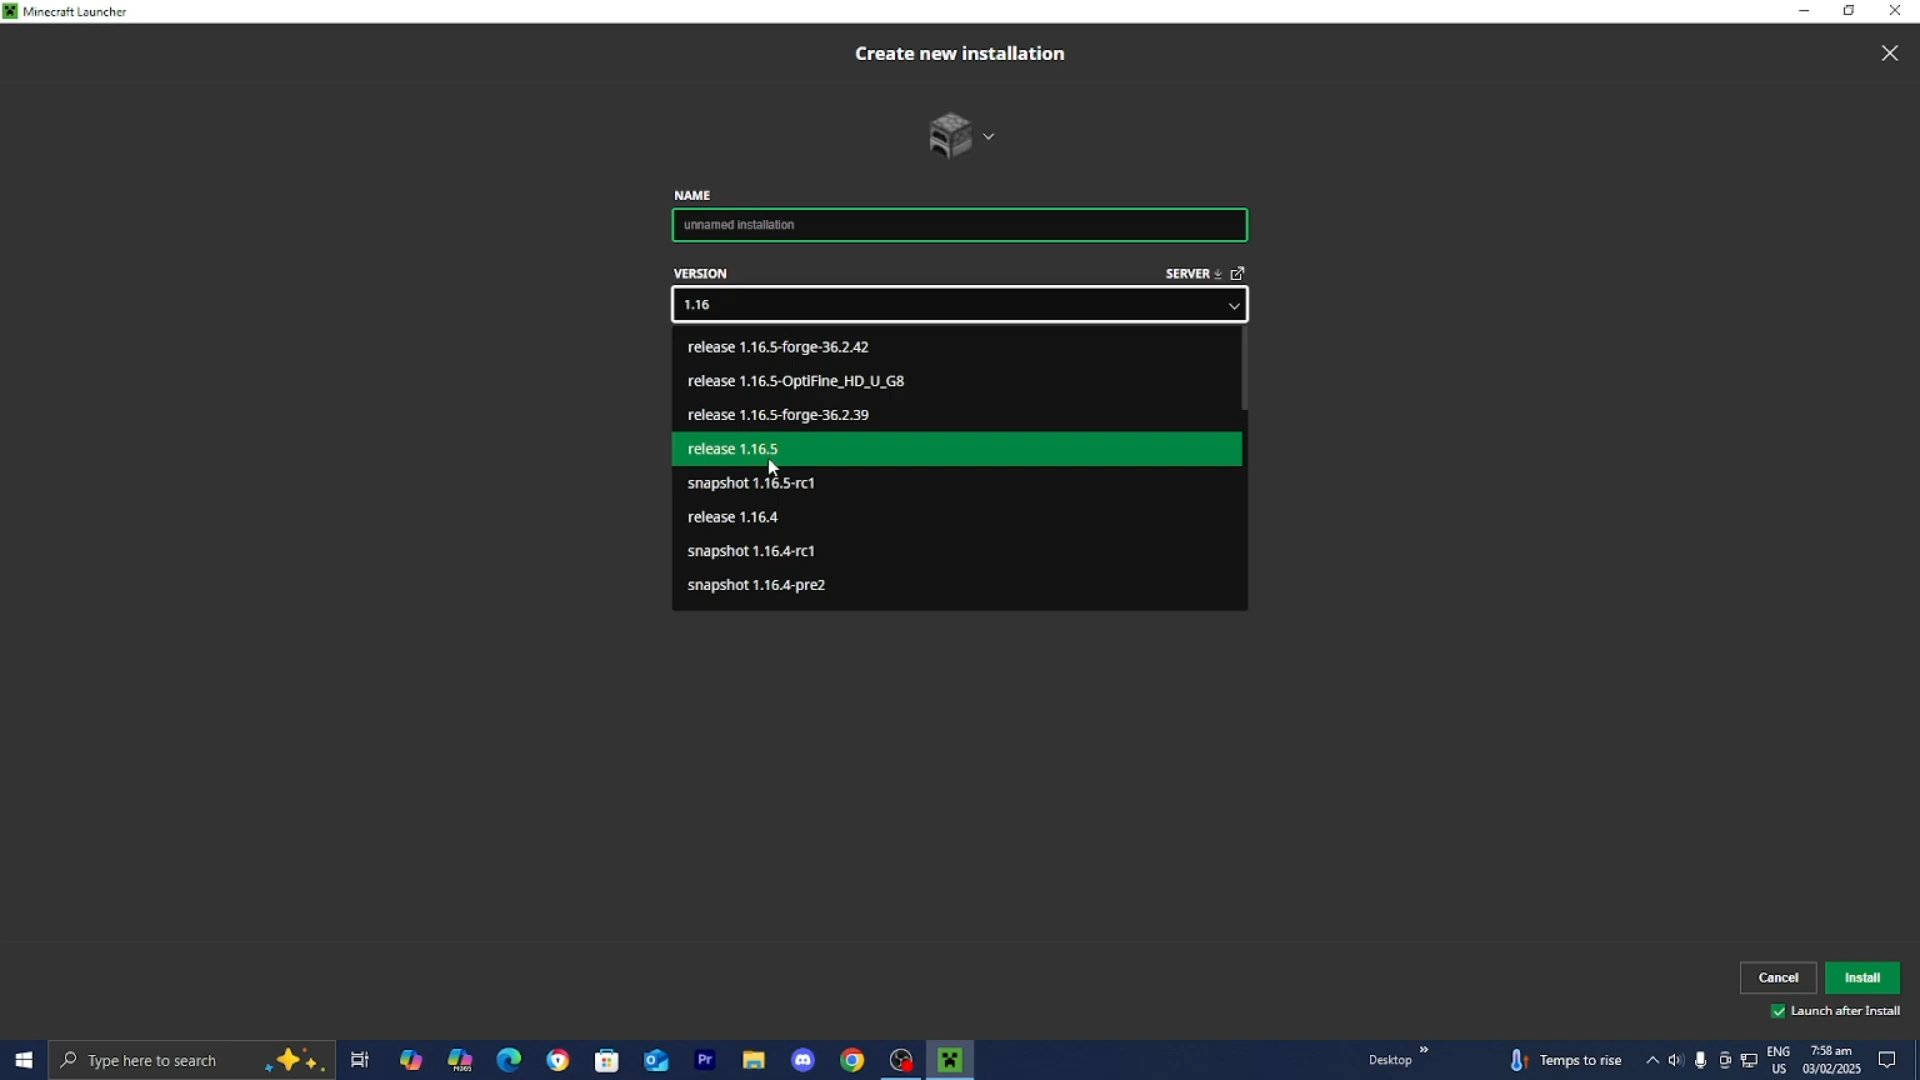 Minecraft Launcher
Create new installation
NAME
unnamed installation
VERSION
SERVER
1.16
release 1.16.5-forge-36.2.42
release 1.16.5-OptiFine_HD_U_G8
release 1.16.5-forge-36.2.39
release 1.16.5
snapshot 1.16.5-rc1
release 1.16.4
snapshot 1.16.4-rc1
snapshot 1.16.4-pre2
Cancel
Install
Launch after Install
Type here to search
M365
Pr
Desktop
Temps to rise
ENG
US
7:58 am
03/02/2025